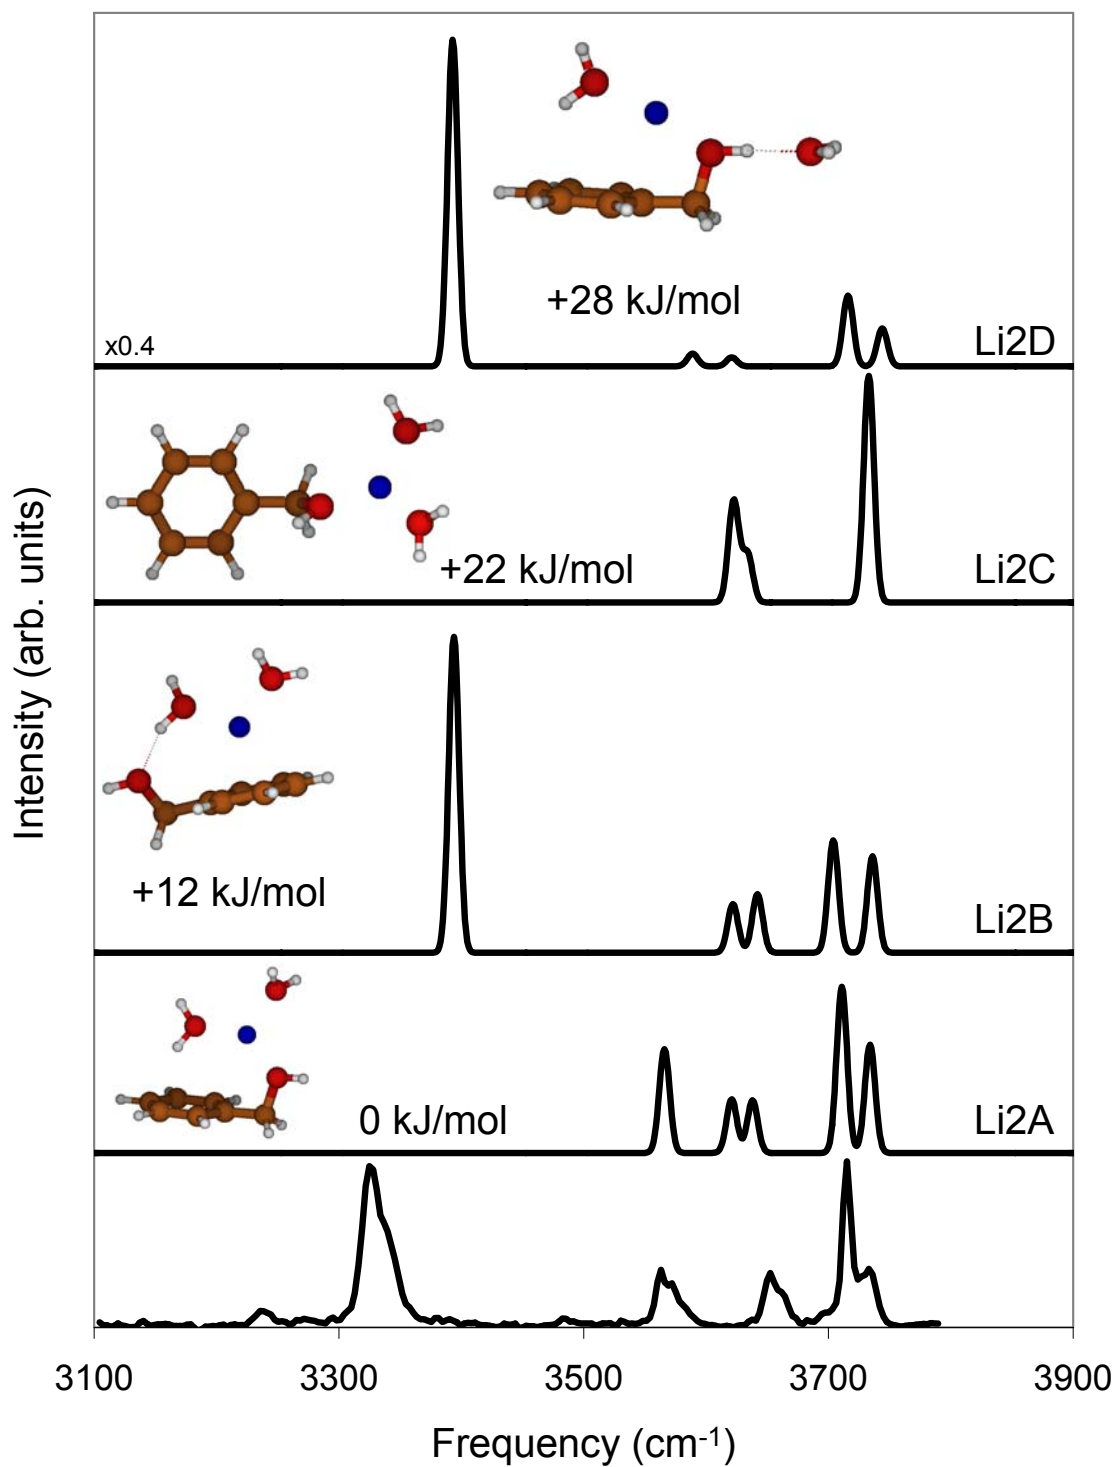 +28 kJ/mol
x0.4
Li2D
+22 kJ/mol
Li2C
+12 kJ/mol
Li2B
0 kJ/mol
Li2A
Intensity (arb. units)
3100 3300 3500 3700 3900
Frequency (cm-1)